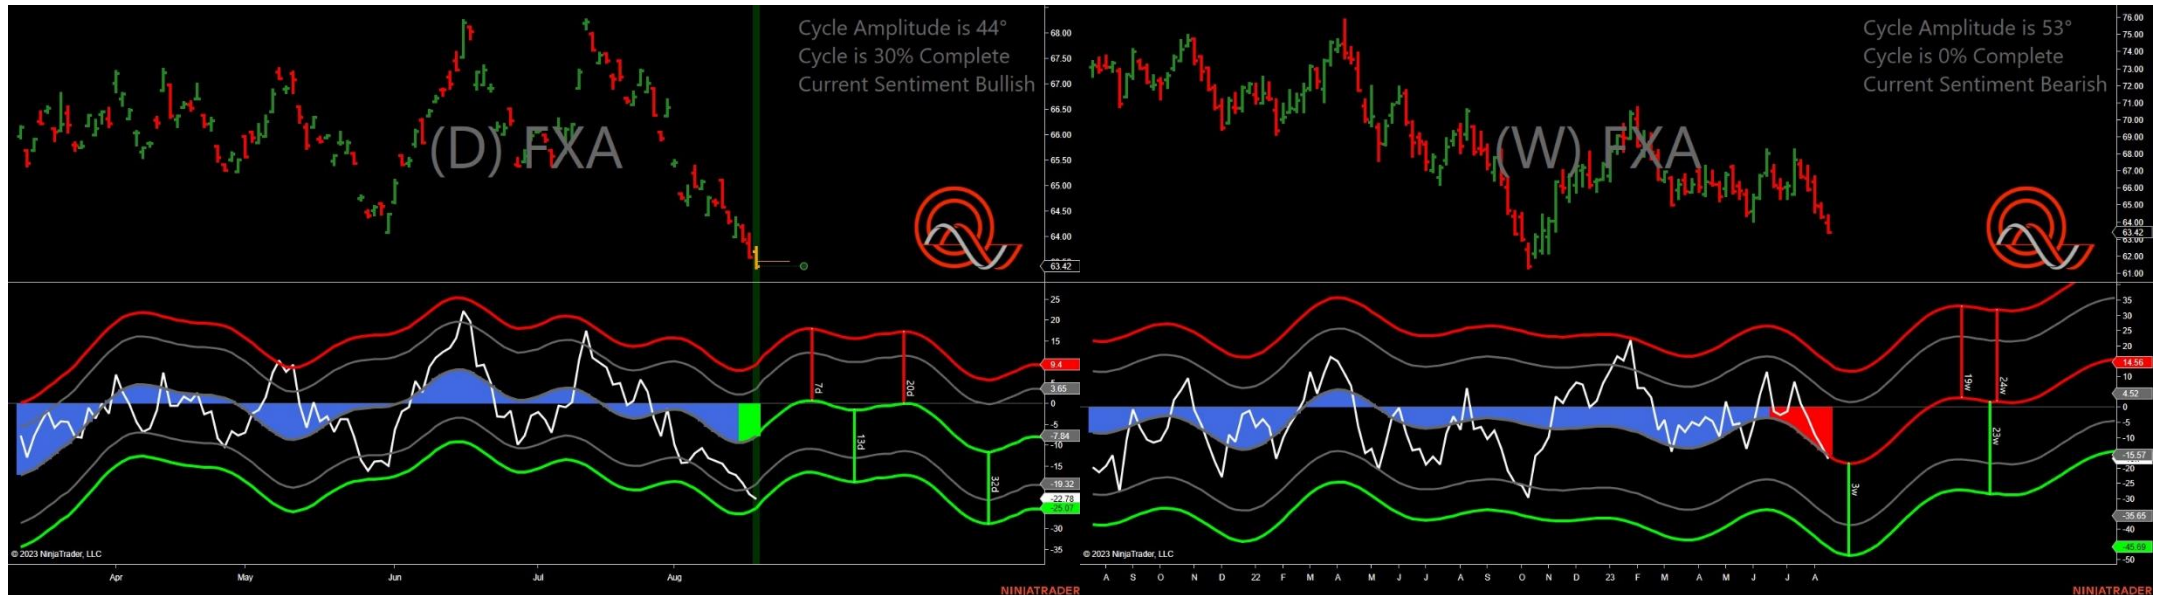 Cycle Amplitude is 44°
Cycle is 30% Complete
Current Sentiment Bullish
(D) FXA
68.00
67.50
67.00
66.50
66.00
65.50
65.00
64.50
64.00
63.42
25
20
15
9.4
3.65
0
-5
-7.84
-10
-15
-19.32
-22.78
-25.07
-30
-35
7d
20d
13d
32d
© 2023 NinjaTrader, LLC
Apr May Jun Jul Aug
NINJATRADER
Cycle Amplitude is 53°
Cycle is 0% Complete
Current Sentiment Bearish
(W) FXA
76.00
75.00
74.00
73.00
72.00
71.00
70.00
69.00
68.00
67.00
66.00
65.00
64.00
63.42
63.00
62.00
61.00
35
30
25
20
14.56
10
4.52
0
-5
-10
-15.57
-20
-25
-30
-35.65
-40
-45.69
-50
19w
24w
23w
3w
© 2023 NinjaTrader, LLC
A S O N D 22 F M A M J J A S O N D 23 F M A M J J A
NINJATRADER